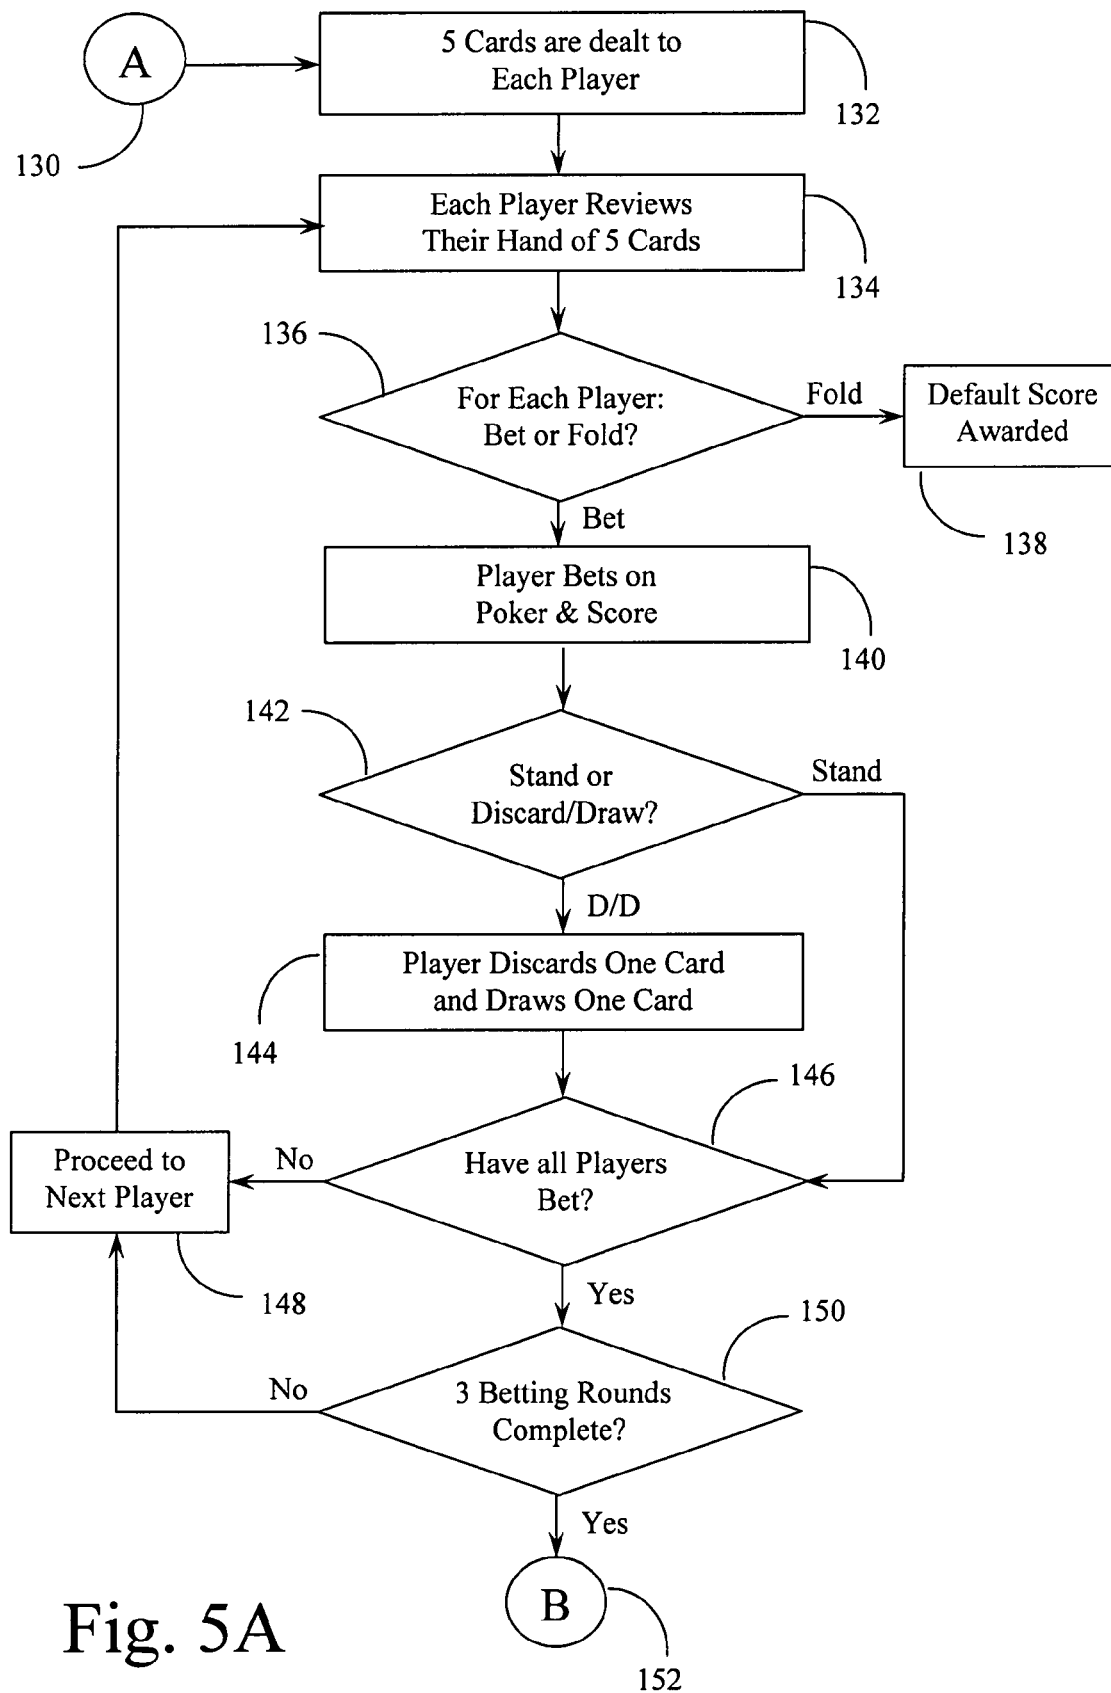 A
130
5 Cards are dealt to
Each Player
132
Each Player Reviews
Their Hand of 5 Cards
134
136
For Each Player:
Bet or Fold?
Fold
Default Score
Awarded
138
Bet
Player Bets on
Poker & Score
140
142
Stand or
Discard/Draw?
Stand
D/D
Player Discards One Card
and Draws One Card
144
146
Have all Players
Bet?
No
Proceed to
Next Player
148
Yes
150
3 Betting Rounds
Complete?
No
Yes
B
152
Fig. 5A